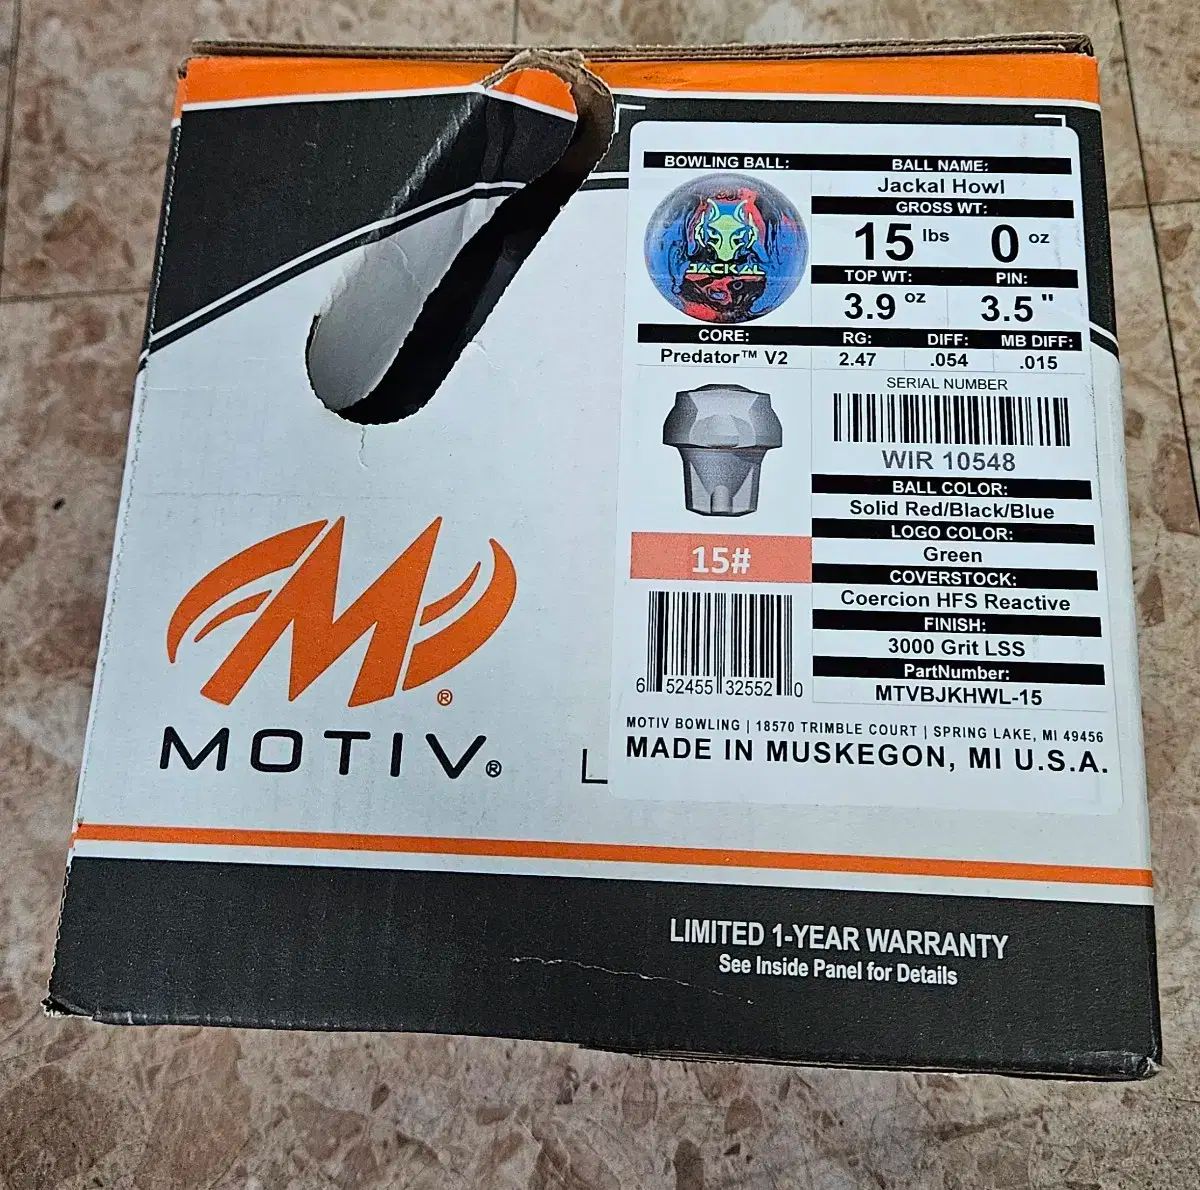 BOWLING BALL:
BALL NAME:
Jackal Howl
GROSS WT:
15 lbs 0 oz
TOP WT: PIN:
3.9 oz 3.5"
JACKAL
CORE: RG: DIFF: MB DIFF:
Predator™ V2 2.47 .054 .015
SERIAL NUMBER
WIR 10548
BALL COLOR:
Solid Red/Black/Blue
LOGO COLOR:
Green
15#
COVERSTOCK:
Coercion HFS Reactive
FINISH:
3000 Grit LSS
PartNumber:
MTVBJKHWL-15
6 52455 32552 0
MOTIV BOWLING | 18570 TRIMBLE COURT | SPRING LAKE, MI 49456
MADE IN MUSKEGON, MI U.S.A.
M®
MOTIV®
LIMITED 1-YEAR WARRANTY
See Inside Panel for Details